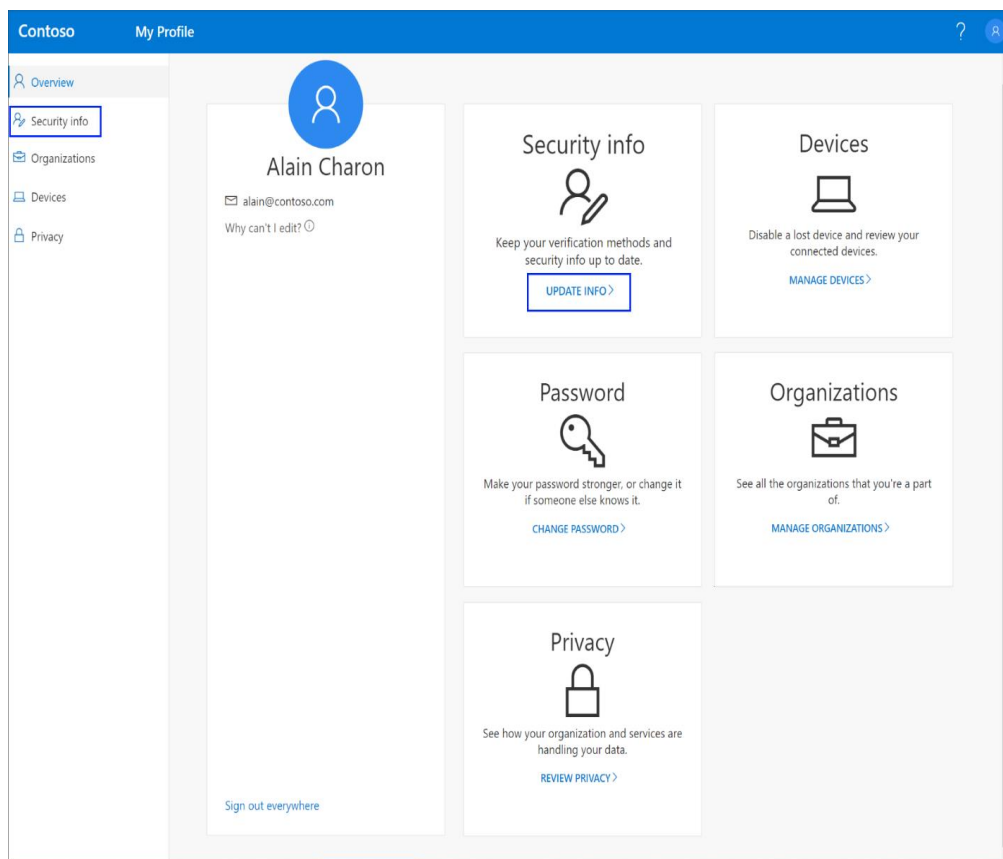 Contoso
My Profile
?
Overview
Security info
Organizations
Devices
Privacy
Alain Charon
alain@contoso.com
Why can't I edit?
Sign out everywhere
Security info
Keep your verification methods and
security info up to date.
UPDATE INFO
Devices
Disable a lost device and review your
connected devices.
MANAGE DEVICES
Password
Make your password stronger, or change it
if someone else knows it.
CHANGE PASSWORD
Organizations
See all the organizations that you're a part
of.
MANAGE ORGANIZATIONS
Privacy
See how your organization and services are
handling your data.
REVIEW PRIVACY